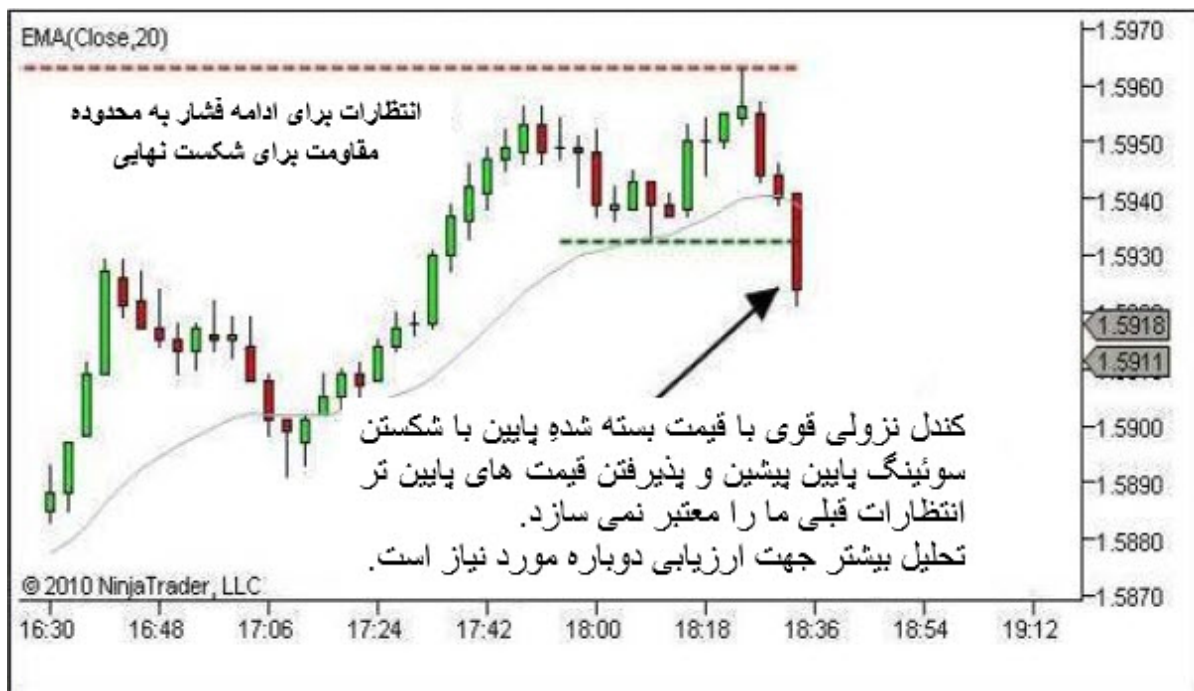 EMA(Close,20)
1.5970
1.5960
1.5950
1.5940
1.5930
1.5918
1.5911
1.5900
1.5890
1.5880
1.5870
انتظارات برای ادامه فشار به محدوده
مقاومت برای شکست نهایی
کندل نزولی قوی با قیمت بسته شدهِ پایین با شکستن
سوئینگ پایین پیشین و پذیرفتن قیمت های پایین تر
انتظارات قبلی ما را معتبر نمی سازد.
تحلیل بیشتر جهت ارزیابی دوباره مورد نیاز است.
© 2010 NinjaTrader, LLC
16:30 16:48 17:06 17:24 17:42 18:00 18:18 18:36 18:54 19:12